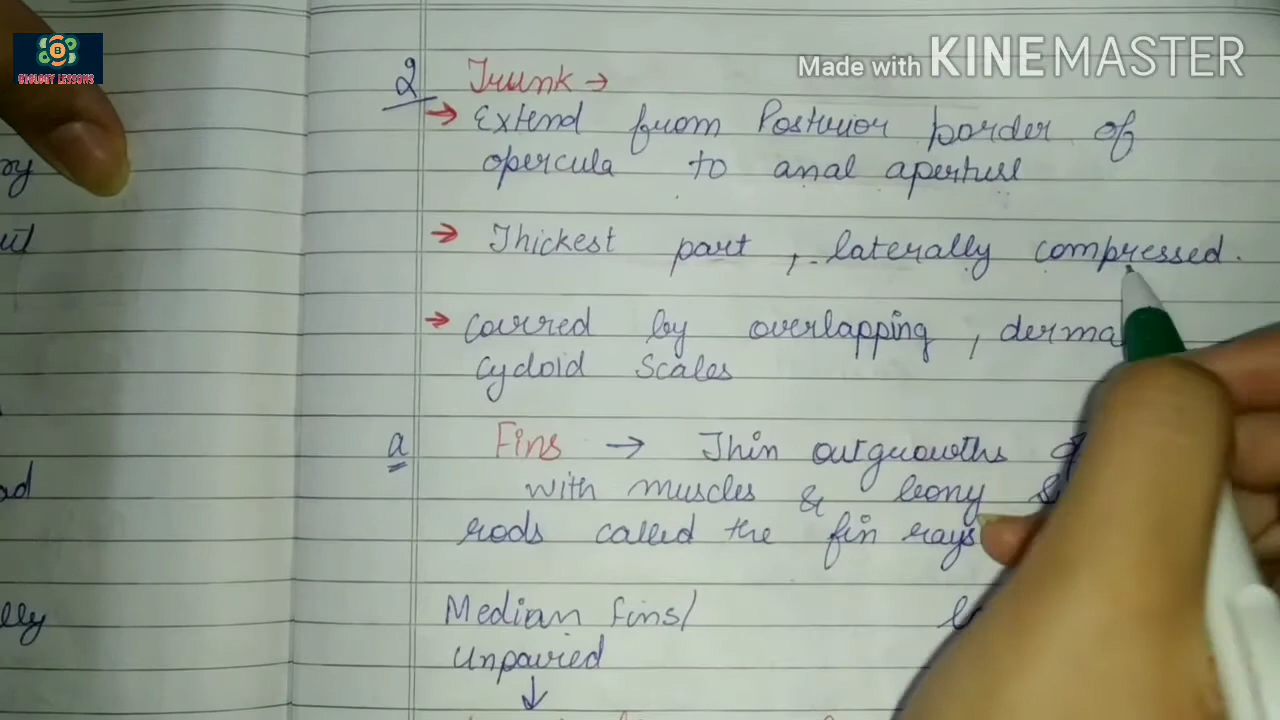 BIOLOGY LESSONS
Made with KINEMASTER
2 Trunk →
→ Extend from Posterior border of
opercula to anal aperture
→ Thickest part, laterally compressed.
→ Covered by overlapping, derma
Cycloid Scales
a Fins → Thin outgrowths
with muscles & bony
rods called the fin rays
Median fins/
Unpaired
↓